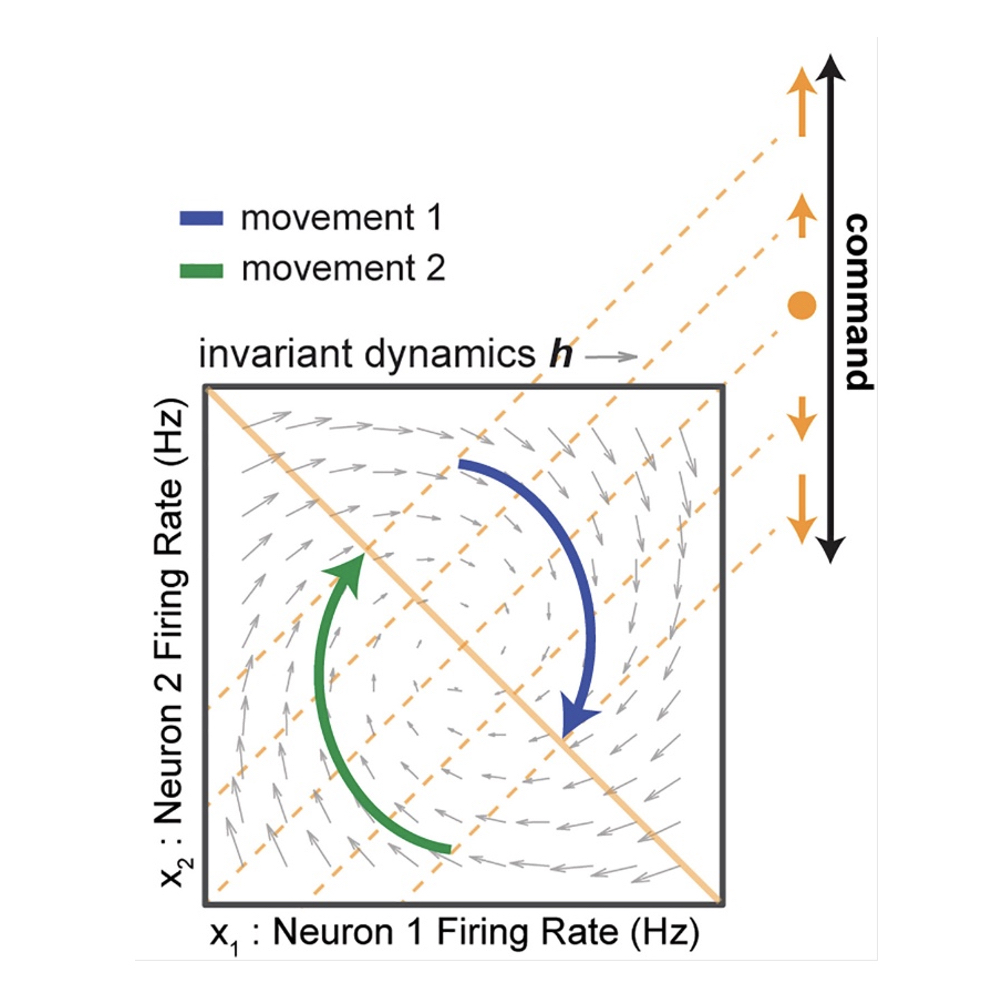 movement 1
movement 2
invariant dynamics h
command
x₂ : Neuron 2 Firing Rate (Hz)
x₁ : Neuron 1 Firing Rate (Hz)